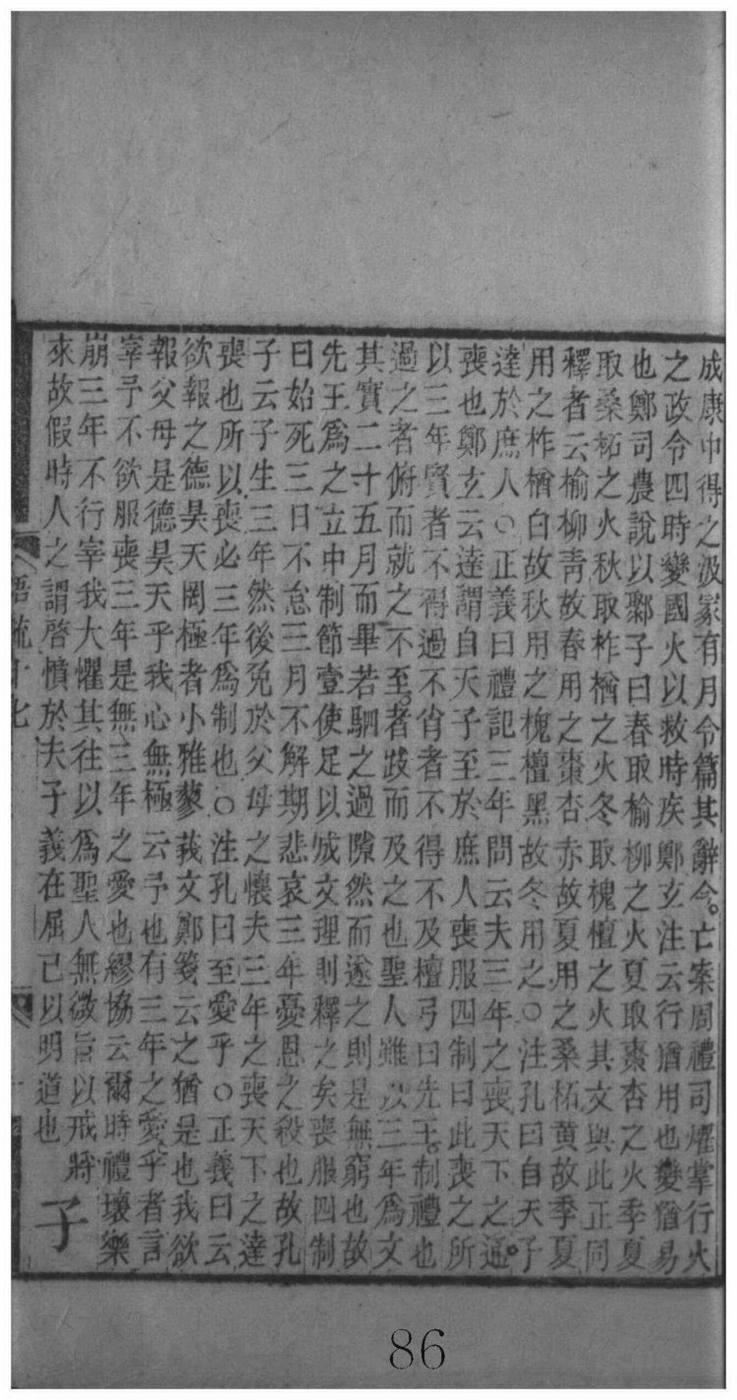 成康中得之汲冢有月令篇其辭今亡案周禮司爟掌行火
之政令四時變國火以救時疾鄭玄注云行猶用也變猶易
也鄭司農說以鄹子曰春取榆柳之火夏取棗杏之火季夏
取桑柘之火秋取柞楢之火冬取槐檀之火其文與此正同
釋者云榆柳青故春用之棗杏赤故夏用之桑柘黄故季夏
用之柞楢白故秋用之槐檀黑故冬用之○注孔曰自天子
達於庶人○正義曰禮記三年問云夫三年之喪天下之通
喪也鄭玄云達謂自天子至於庶人喪服四制曰此喪之所
以三年賢者不得過不肖者不得不及檀弓曰先王制禮也
過之者俯而就之不至者跂而及之也聖人雖以三年爲文
其實二十五月而畢若駟之過隙然而遂之則是無窮也故
先王爲之立中制節壹使足以成文理則釋之矣喪服四制
曰始死三日不怠三月不解期悲哀三年憂恩之殺也故孔
子云子生三年然後免於父母之懷夫三年之喪天下之達
喪也所以喪必三年爲制也○注孔曰至愛乎○正義曰云
欲報之德昊天罔極者小雅蓼莪文鄭箋云之猶是也我欲
報父母是德昊天乎我心無極云予也有三年之愛乎者言
宰予不欲服喪三年是無三年之愛也繆協云爾時禮壞樂
崩三年不行宰我大懼其往以爲聖人無微旨以戒將
來故假時人之謂啓憤於夫子義在屈己以明道也 子
語疏十七
86